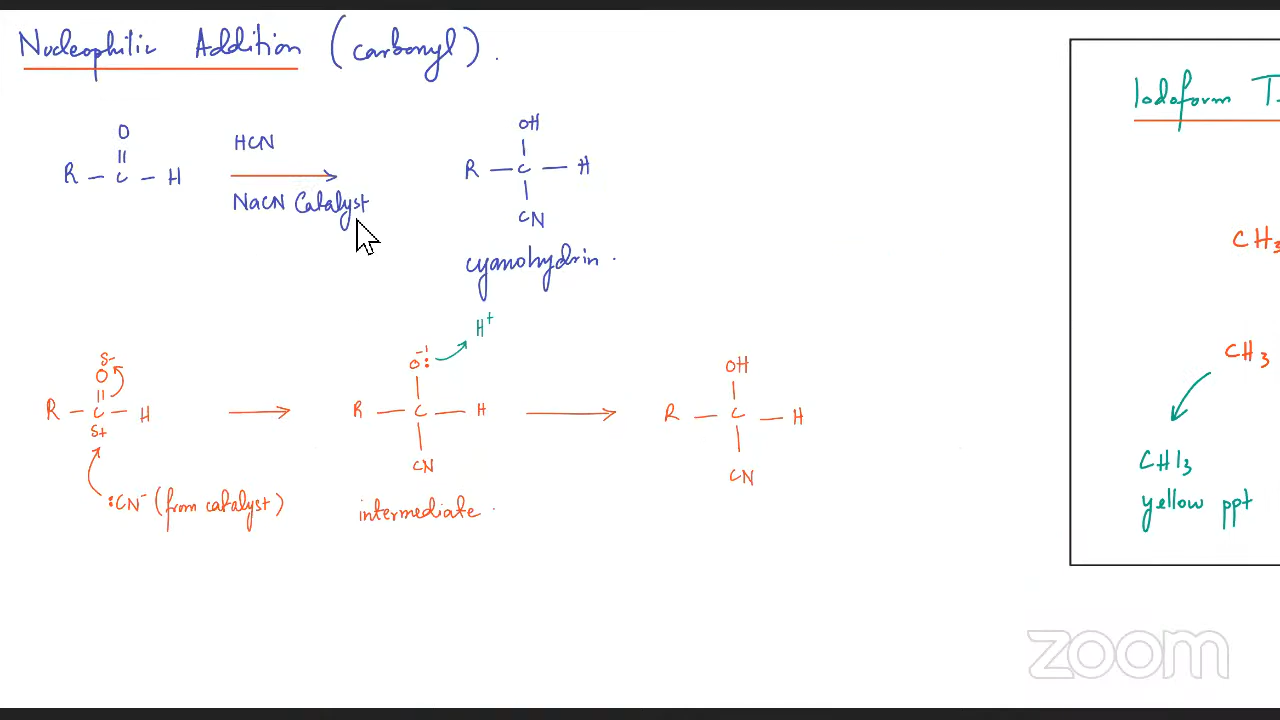 Nucleophilic Addition (carbonyl).
O
R – C – H
HCN
NaCN Catalyst
OH
R – C – H
CN
cyanohydrin.
H+
δ-
O
R – C – H
δ+
:CN- (from catalyst)
-1
O:
R – C – H
CN
intermediate.
OH
R – C – H
CN
Iodoform
CH3
CH3
CHI3
yellow ppt
zoom